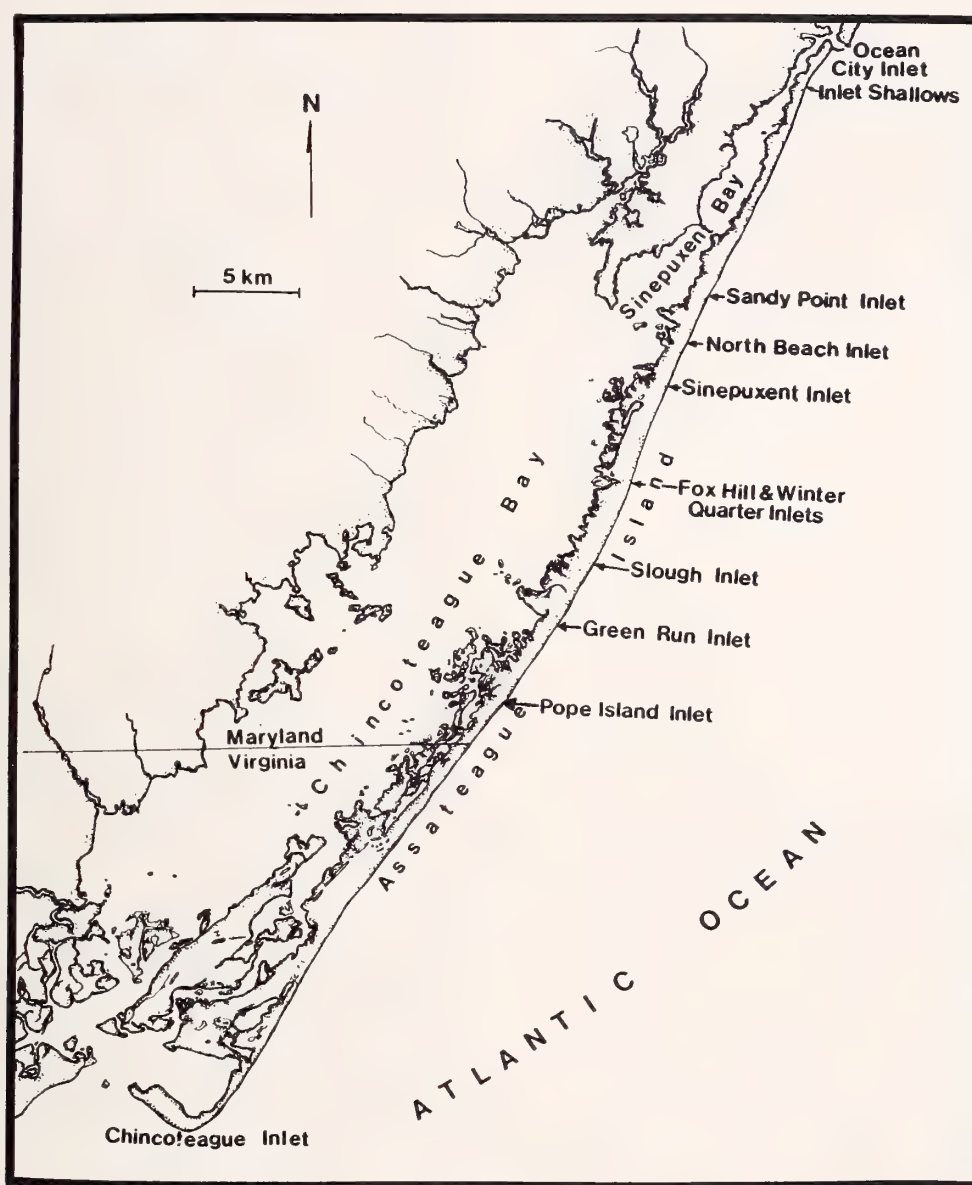 Ocean
City Inlet
Inlet Shallows
N
5 km
Sinepuxent Bay
Sandy Point Inlet
North Beach Inlet
Sinepuxent Inlet
Fox Hill & Winter
Quarter Inlets
Slough Inlet
Green Run Inlet
Pope Island Inlet
Chincoteague Bay
Assateague Island
Maryland
Virginia
ATLANTIC OCEAN
Chincoteague Inlet